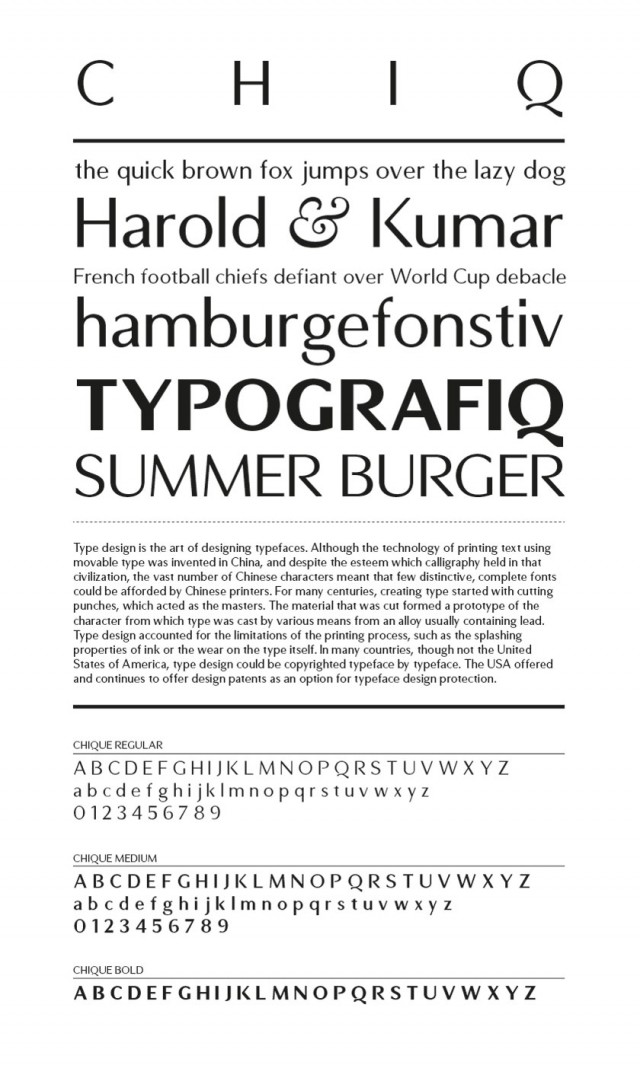 C H I Q
the quick brown fox jumps over the lazy dog
Harold & Kumar
French football chiefs defiant over World Cup debacle
hamburgefonstiv
TYPOGRAFIQ
SUMMER BURGER
Type design is the art of designing typefaces. Although the technology of printing text using
movable type was invented in China, and despite the esteem which calligraphy held in that
civilization, the vast number of Chinese characters meant that few distinctive, complete fonts
could be afforded by Chinese printers. For many centuries, creating type started with cutting
punches, which acted as the masters. The material that was cut formed a prototype of the
character from which type was cast by various means from an alloy usually containing lead.
Type design accounted for the limitations of the printing process, such as the splashing
properties of ink or the wear on the type itself. In many countries, though not the United
States of America, type design could be copyrighted typeface by typeface. The USA offered
and continues to offer design patents as an option for typeface design protection.
CHIQUE REGULAR
A B C D E F G H I J K L M N O P Q R S T U V W X Y Z
a b c d e f g h i j k l m n o p q r s t u v w x y z
0 1 2 3 4 5 6 7 8 9
CHIQUE MEDIUM
A B C D E F G H I J K L M N O P Q R S T U V W X Y Z
a b c d e f g h i j k l m n o p q r s t u v w x y z
0 1 2 3 4 5 6 7 8 9
CHIQUE BOLD
A B C D E F G H I J K L M N O P Q R S T U V W X Y Z